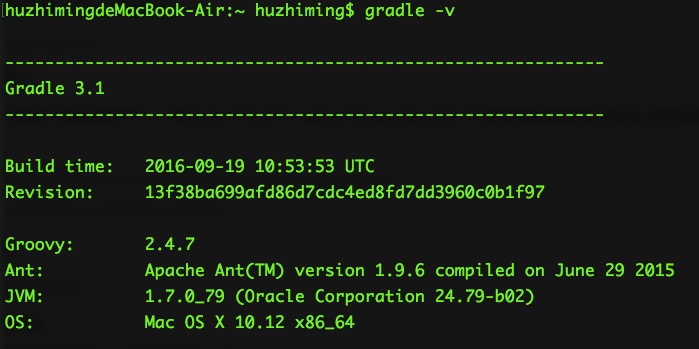 huzhimingdeMacBook-Air:~ huzhiming$ gradle -v
------------------------------------------------------------
Gradle 3.1
------------------------------------------------------------
Build time:   2016-09-19 10:53:53 UTC
Revision:     13f38ba699afd86d7cdc4ed8fd7dd3960c0b1f97
Groovy:       2.4.7
Ant:          Apache Ant(TM) version 1.9.6 compiled on June 29 2015
JVM:          1.7.0_79 (Oracle Corporation 24.79-b02)
OS:           Mac OS X 10.12 x86_64